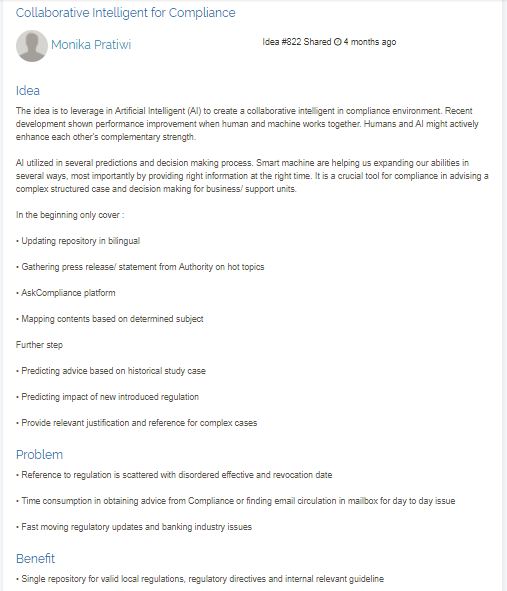 Collaborative Intelligent for Compliance
Monika Pratiwi
Idea #822 Shared 4 months ago
Idea
The idea is to leverage in Artificial Intelligent (AI) to create a collaborative intelligent in compliance environment. Recent
development shown performance improvement when human and machine works together. Humans and AI might actively
enhance each other's complementary strength.
AI utilized in several predictions and decision making process. Smart machine are helping us expanding our abilities in
several ways, most importantly by providing right information at the right time. It is a crucial tool for compliance in advising a
complex structured case and decision making for business/ support units.
In the beginning only cover :
• Updating repository in bilingual
• Gathering press release/ statement from Authority on hot topics
• AskCompliance platform
• Mapping contents based on determined subject
Further step
• Predicting advice based on historical study case
• Predicting impact of new introduced regulation
• Provide relevant justification and reference for complex cases
Problem
• Reference to regulation is scattered with disordered effective and revocation date
• Time consumption in obtaining advice from Compliance or finding email circulation in mailbox for day to day issue
• Fast moving regulatory updates and banking industry issues
Benefit
• Single repository for valid local regulations, regulatory directives and internal relevant guideline